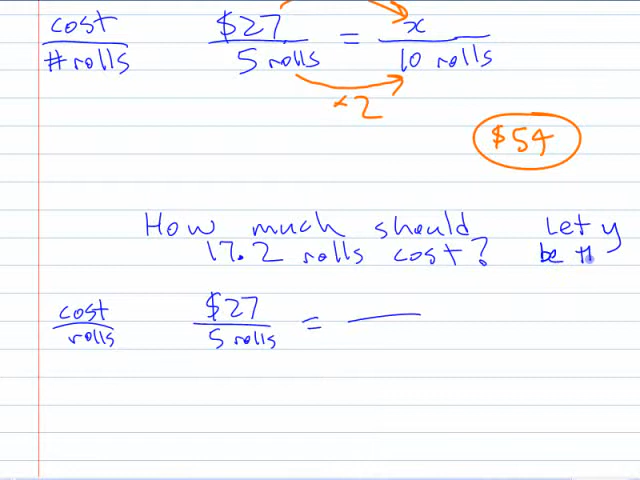 cost $27 x
# rolls 5 rolls = 10 rolls
×2
$54
How much should Let y
17.2 rolls cost? be
cost $27
rolls 5 rolls =